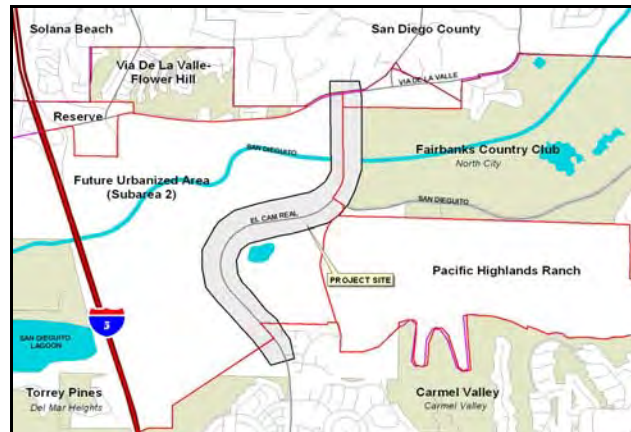 Solana Beach
San Diego County
Via De La Valle-
Flower Hill
VIA DE LA VALLE
Reserve
SAN DIEGUITO
Fairbanks Country Club
North City
Future Urbanized Area
(Subarea 2)
SAN DIEGUITO
EL CAM REAL
PROJECT SITE
Pacific Highlands Ranch
5
SAN DIEGUITO
LAGOON
Torrey Pines
Del Mar Heights
Carmel Valley
Carmel Valley